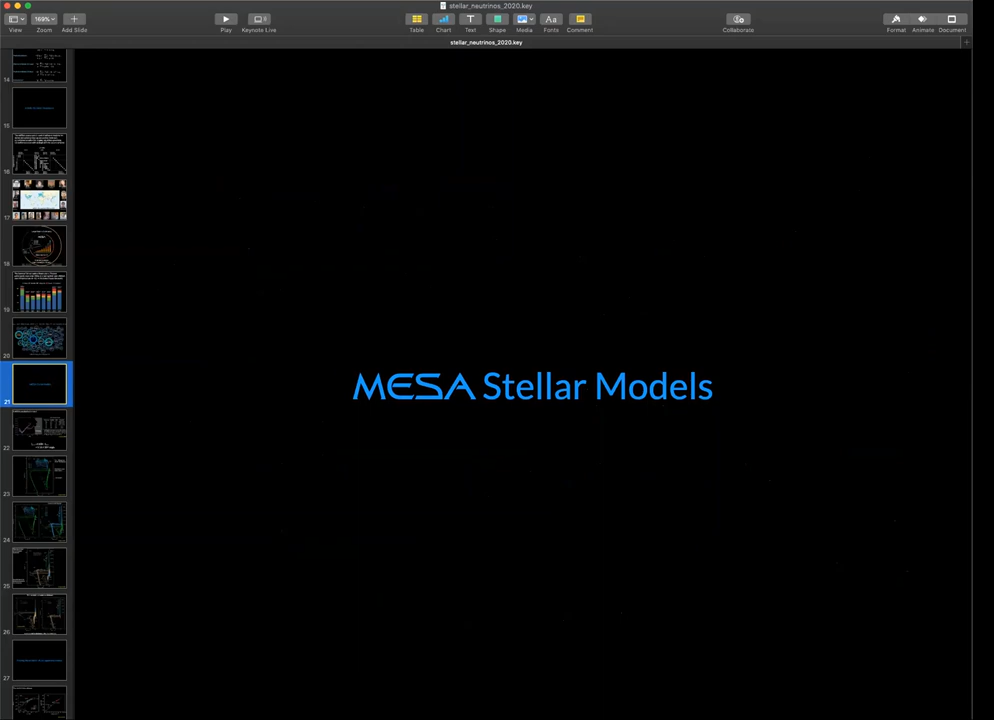 stellar_neutrinos_2020.key
169%
View
Zoom
Add Slide
Play
Keynote Live
Table
Chart
Text
Shape
Media
Fonts
Comment
Collaborate
Format
Animate
Document
stellar_neutrinos_2020.key
14
15
16
17
18
19
20
21
22
23
24
25
26
27
MESA Stellar Models